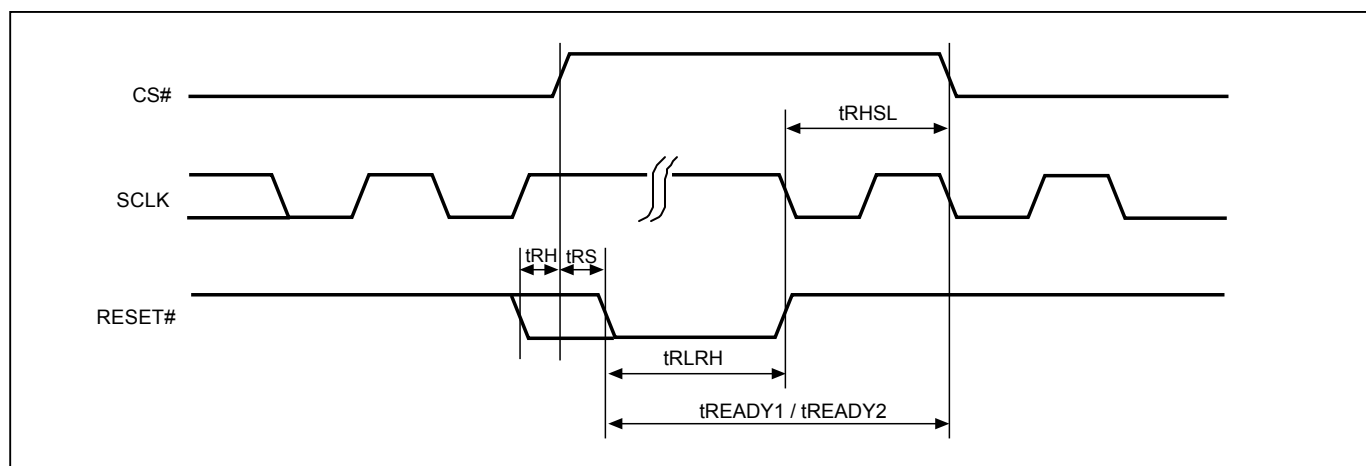 CS#
tRHSL
SCLK
tRH tRS
RESET#
tRLRH
tREADY1 / tREADY2